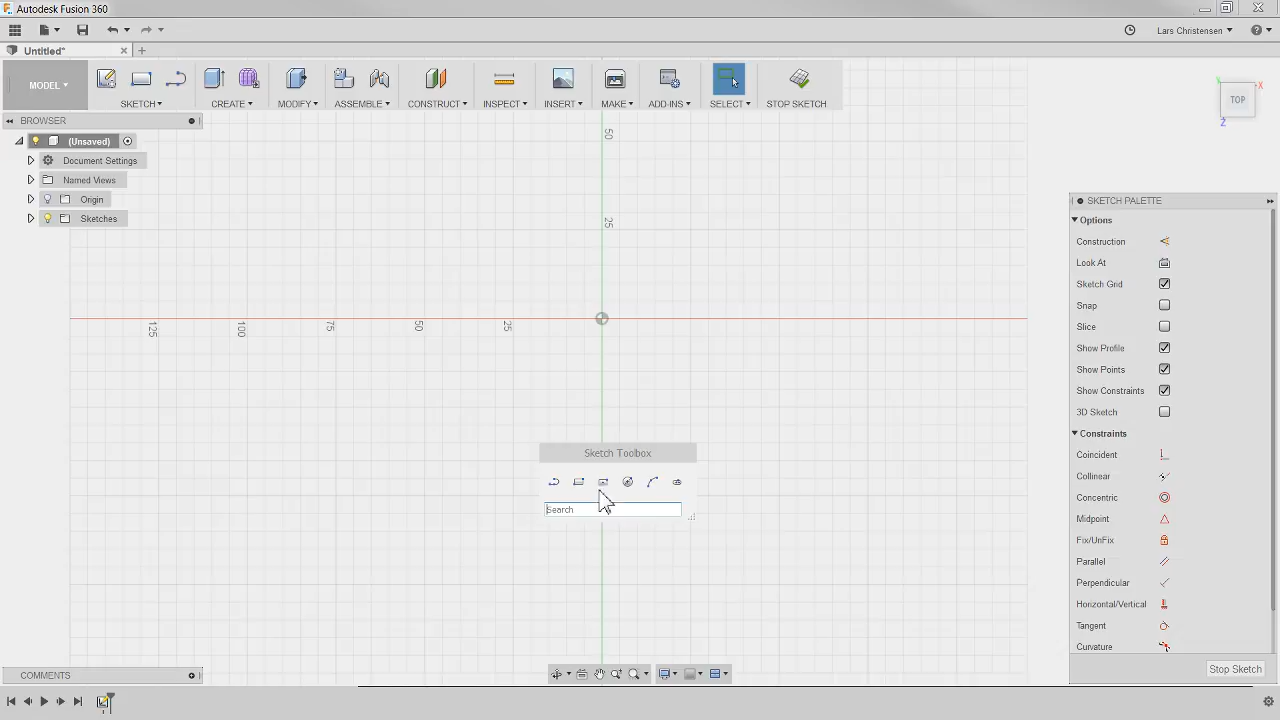 Autodesk Fusion 360
Lars Christensen
Untitled*
MODEL
SKETCH
CREATE
MODIFY
ASSEMBLE
CONSTRUCT
INSPECT
INSERT
MAKE
ADD-INS
SELECT
STOP SKETCH
TOP
X
Y
Z
BROWSER
(Unsaved)
Document Settings
Named Views
Origin
Sketches
50
25
125
100
75
50
25
Sketch Toolbox
Search
SKETCH PALETTE
Options
Construction
Look At
Sketch Grid
Snap
Slice
Show Profile
Show Points
Show Constraints
3D Sketch
Constraints
Coincident
Collinear
Concentric
Midpoint
Fix/UnFix
Parallel
Perpendicular
Horizontal/Vertical
Tangent
Curvature
Stop Sketch
COMMENTS